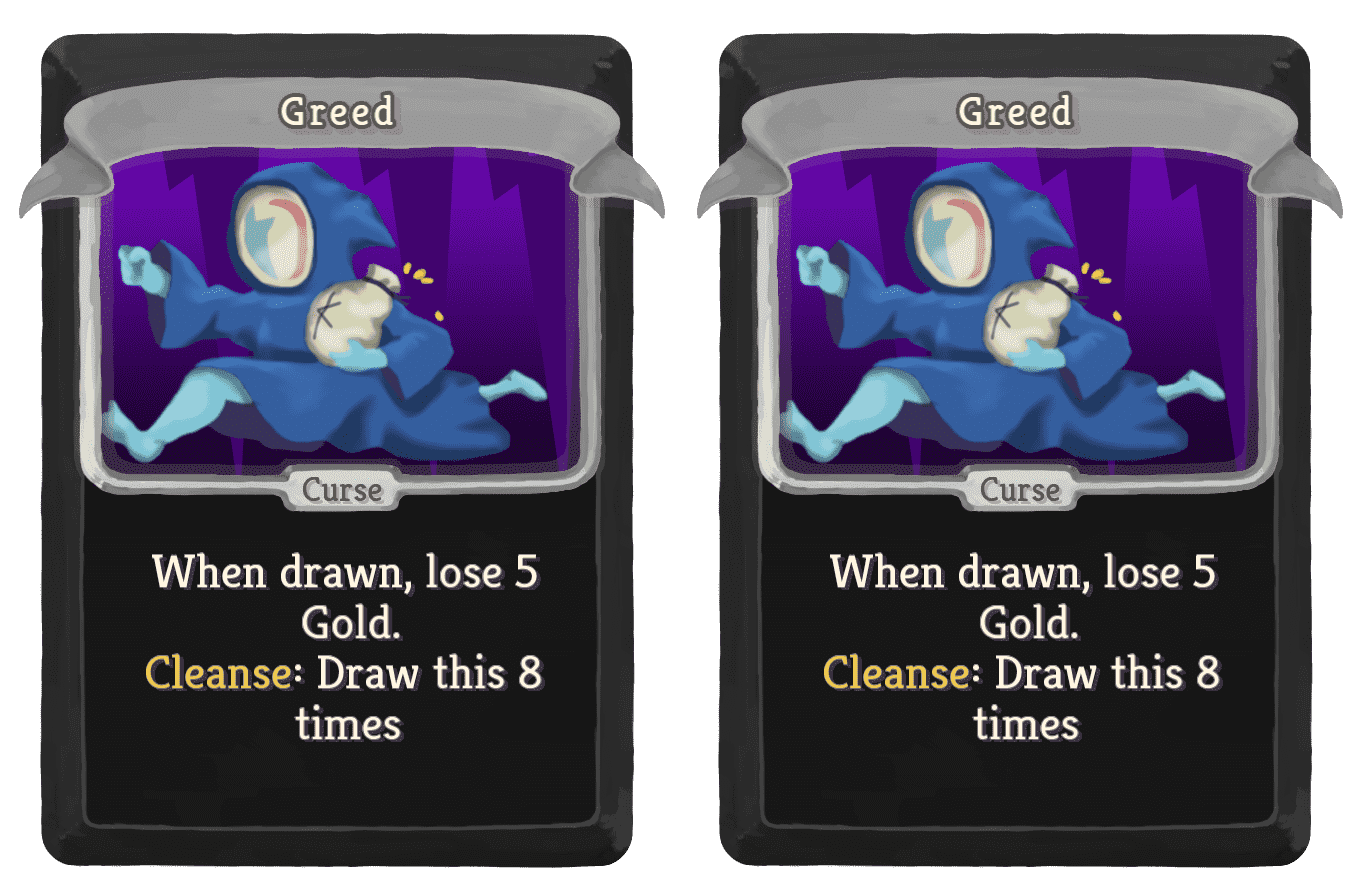 Greed
Curse
When drawn, lose 5
Gold.
Cleanse: Draw this 8
times
Greed
Curse
When drawn, lose 5
Gold.
Cleanse: Draw this 8
times